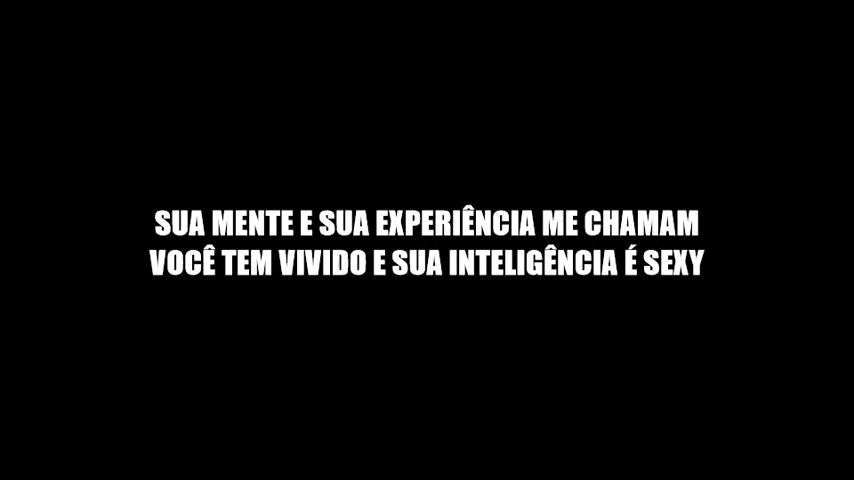 SUA MENTE E SUA EXPERIÊNCIA ME CHAMAM
VOCÊ TEM VIVIDO E SUA INTELIGÊNCIA É SEXY